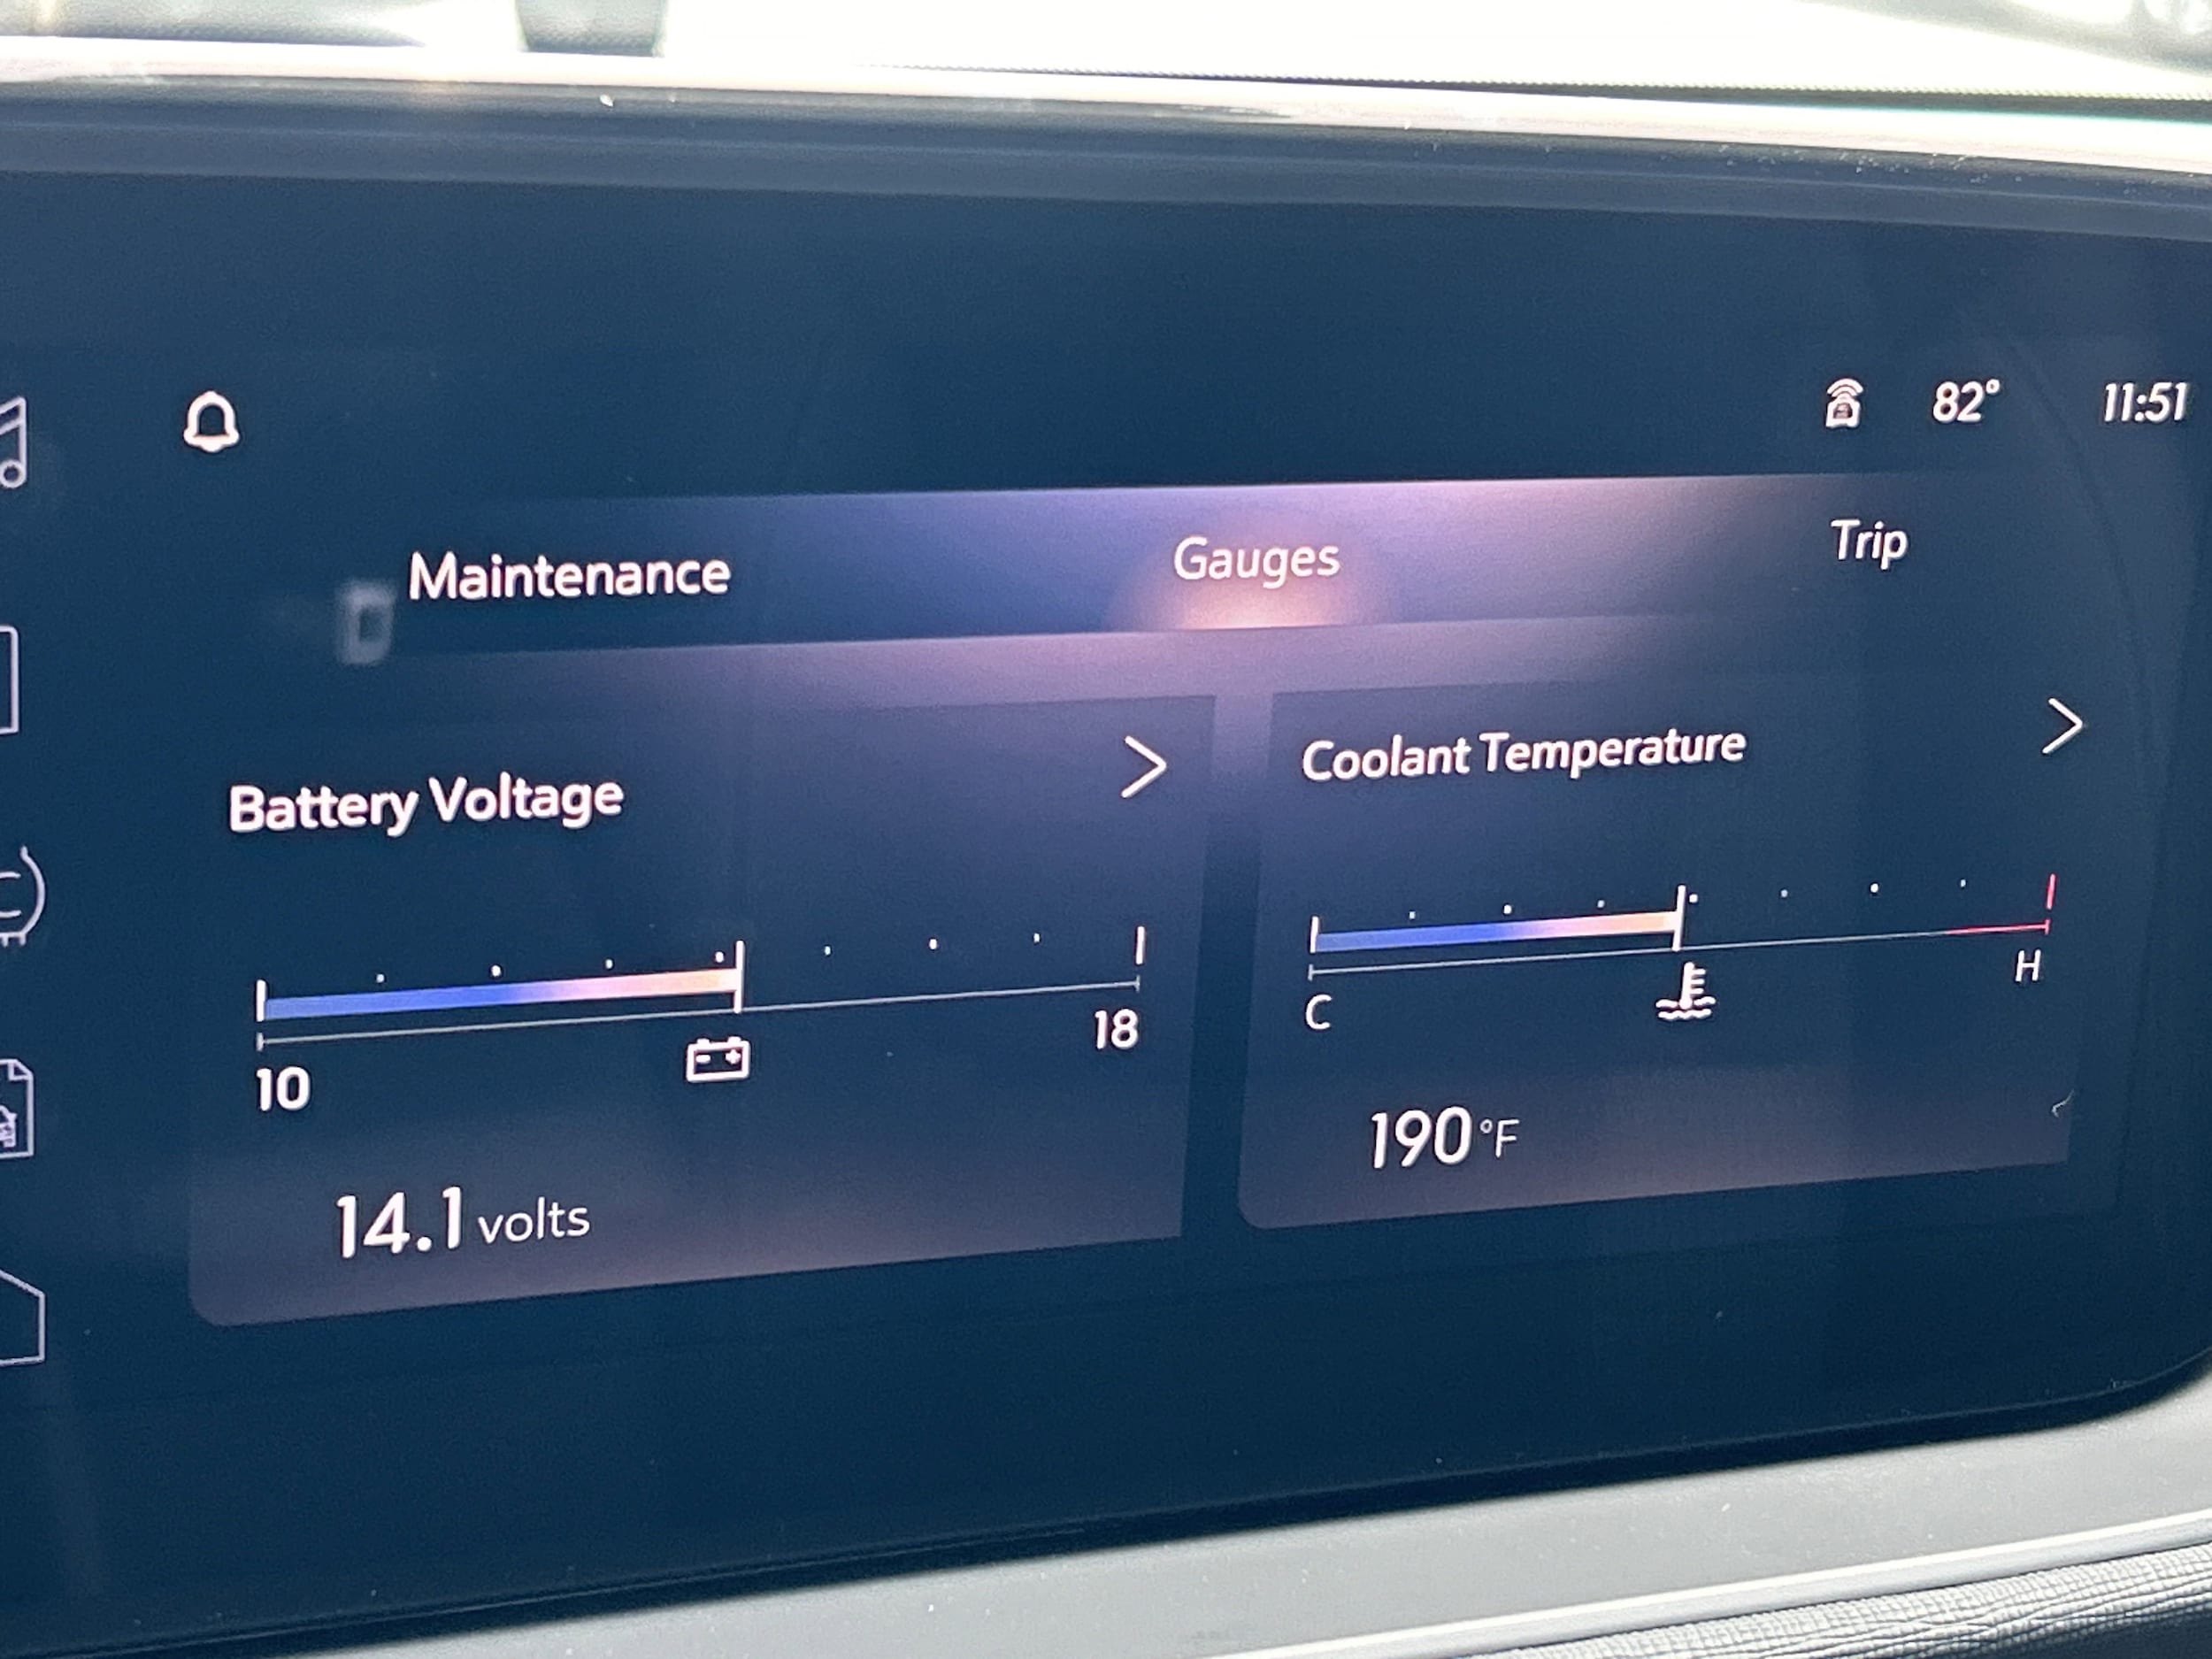 82° 11:51
Maintenance Gauges Trip
Battery Voltage
10 18
14.1 volts
Coolant Temperature
C H
190 °F